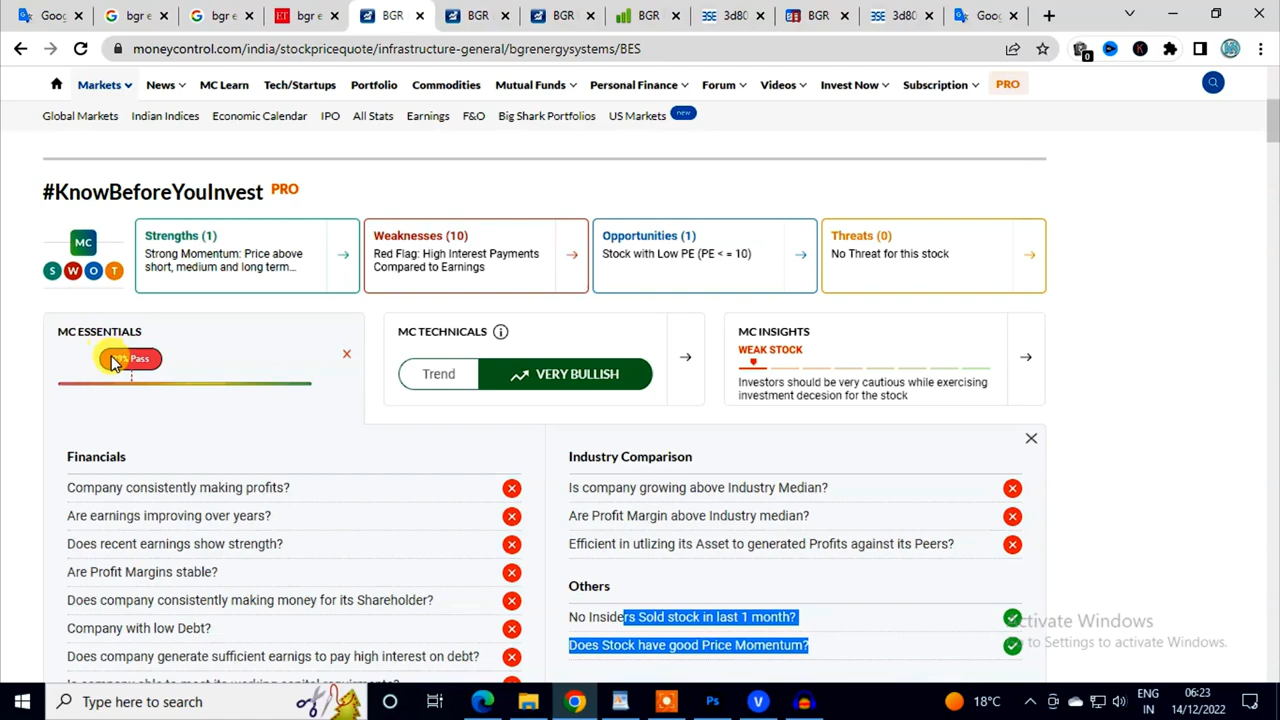 Goo
bgr e
bgr e
ET
bgr e
BGR
BGR
BGR
BGR
3d80
BGR
3d80
Goo
moneycontrol.com/india/stockpricequote/infrastructure-general/bgrenergysystems/BES
0
Markets News MC Learn Tech/Startups Portfolio Commodities Mutual Funds Personal Finance Forum Videos Invest Now Subscription PRO
Global Markets Indian Indices Economic Calendar IPO All Stats Earnings F&O Big Shark Portfolios US Markets new
#KnowBeforeYouInvest PRO
MC
S W O T
Strengths (1)
Strong Momentum: Price above
short, medium and long term...
Weaknesses (10)
Red Flag: High Interest Payments
Compared to Earnings
Opportunities (1)
Stock with Low PE (PE < = 10)
Threats (0)
No Threat for this stock
MC ESSENTIALS
Pass
MC TECHNICALS
Trend VERY BULLISH
MC INSIGHTS
WEAK STOCK
Investors should be very cautious while exercising
investment decesion for the stock
Financials
Company consistently making profits?
Are earnings improving over years?
Does recent earnings show strength?
Are Profit Margins stable?
Does company consistently making money for its Shareholder?
Company with low Debt?
Does company generate sufficient earnigs to pay high interest on debt?
Industry Comparison
Is company growing above Industry Median?
Are Profit Margin above Industry median?
Efficient in utlizing its Asset to generated Profits against its Peers?
Others
No Insiders Sold stock in last 1 month?
Does Stock have good Price Momentum?
Activate Windows
Go to Settings to activate Windows.
Type here to search
18°C
ENG
IN
06:23
14/12/2022